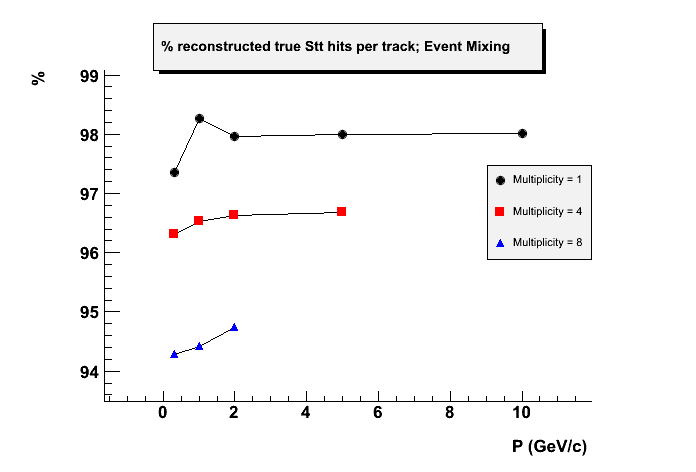 % reconstructed true Stt hits per track; Event Mixing
%
99
98
97
96
95
94
Multiplicity = 1
Multiplicity = 4
Multiplicity = 8
0 2 4 6 8 10
P (GeV/c)